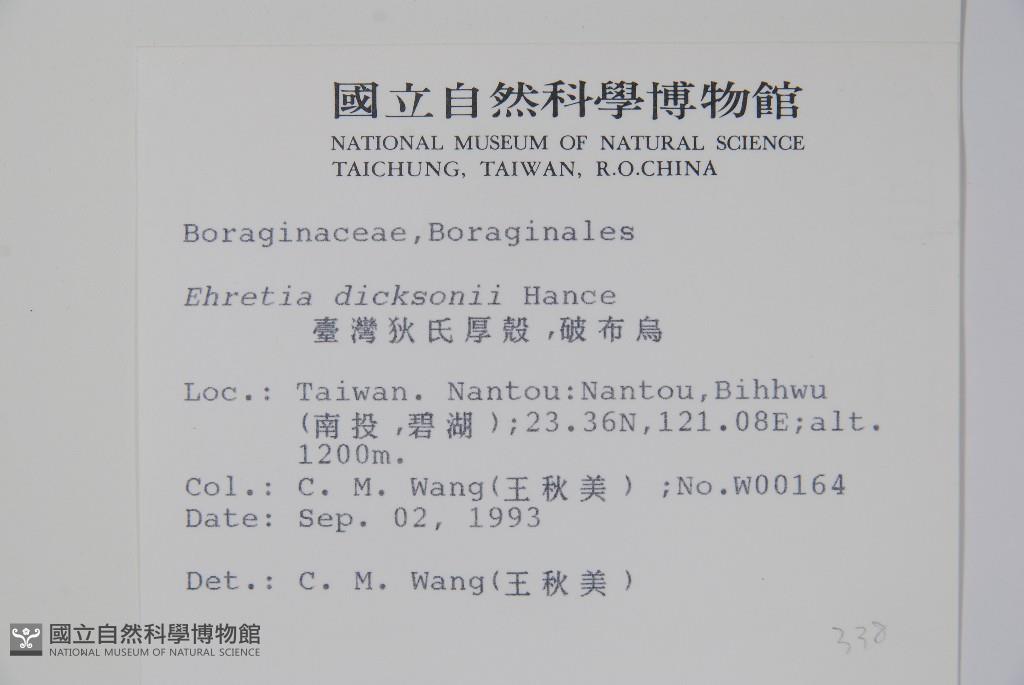 國立自然科學博物館
NATIONAL MUSEUM OF NATURAL SCIENCE
TAICHUNG, TAIWAN, R.O.CHINA
Boraginaceae,Boraginales
Ehretia dicksonii Hance
臺灣狄氏厚殼,破布烏
Loc.: Taiwan. Nantou:Nantou,Bihhwu
(南投,碧湖);23.36N,121.08E;alt.
1200m.
Col.: C. M. Wang(王秋美) ;No.W00164
Date: Sep. 02, 1993
Det.: C. M. Wang(王秋美)
338
國立自然科學博物館
NATIONAL MUSEUM OF NATURAL SCIENCE